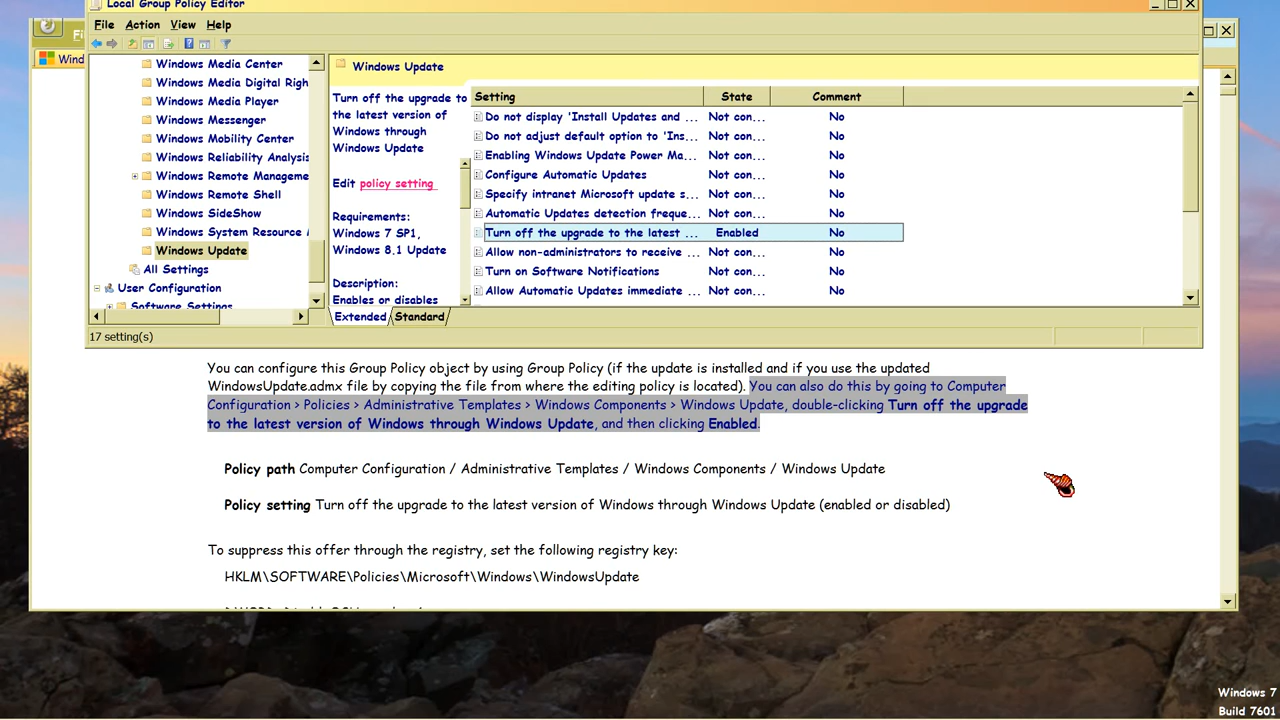 Local Group Policy Editor
File Action View Help
Wind
Windows Media Center
Windows Media Digital Righ
Windows Media Player
Windows Messenger
Windows Mobility Center
Windows Reliability Analysis
Windows Remote Manageme
Windows Remote Shell
Windows SideShow
Windows System Resource
Windows Update
All Settings
User Configuration
Software Settings
Windows Update
Turn off the upgrade to
the latest version of
Windows through
Windows Update
Edit policy setting
Requirements:
Windows 7 SP1,
Windows 8.1 Update
Description:
Enables or disables
Setting State Comment
Do not display 'Install Updates and ... Not con... No
Do not adjust default option to 'Ins... Not con... No
Enabling Windows Update Power Ma... Not con... No
Configure Automatic Updates Not con... No
Specify intranet Microsoft update s... Not con... No
Automatic Updates detection freque... Not con... No
Turn off the upgrade to the latest ... Enabled No
Allow non-administrators to receive ... Not con... No
Turn on Software Notifications Not con... No
Allow Automatic Updates immediate ... Not con... No
Extended Standard
17 setting(s)
You can configure this Group Policy object by using Group Policy (if the update is installed and if you use the updated
WindowsUpdate.admx file by copying the file from where the editing policy is located). You can also do this by going to Computer
Configuration > Policies > Administrative Templates > Windows Components > Windows Update, double-clicking Turn off the upgrade
to the latest version of Windows through Windows Update, and then clicking Enabled.
Policy path Computer Configuration / Administrative Templates / Windows Components / Windows Update
Policy setting Turn off the upgrade to the latest version of Windows through Windows Update (enabled or disabled)
To suppress this offer through the registry, set the following registry key:
HKLM\SOFTWARE\Policies\Microsoft\Windows\WindowsUpdate
Windows 7
Build 7601